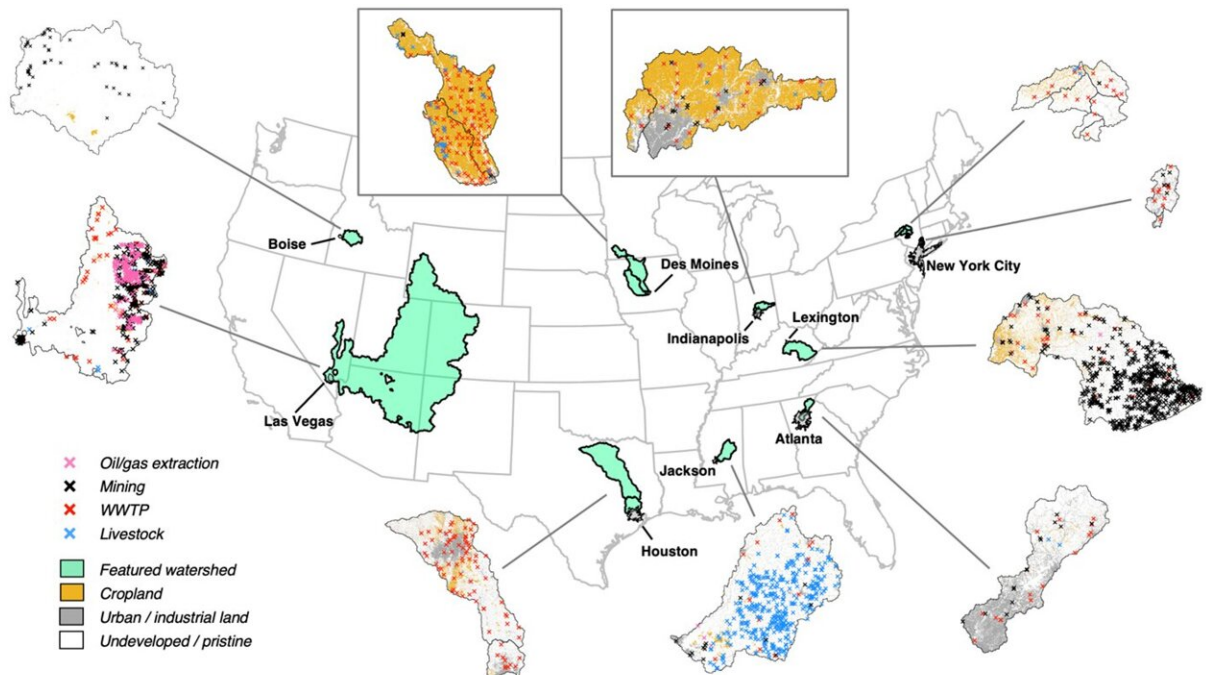 Boise
Des Moines
New York City
Lexington
Indianapolis
Las Vegas
Atlanta
Jackson
Houston
Oil/gas extraction
Mining
WWTP
Livestock
Featured watershed
Cropland
Urban / industrial land
Undeveloped / pristine